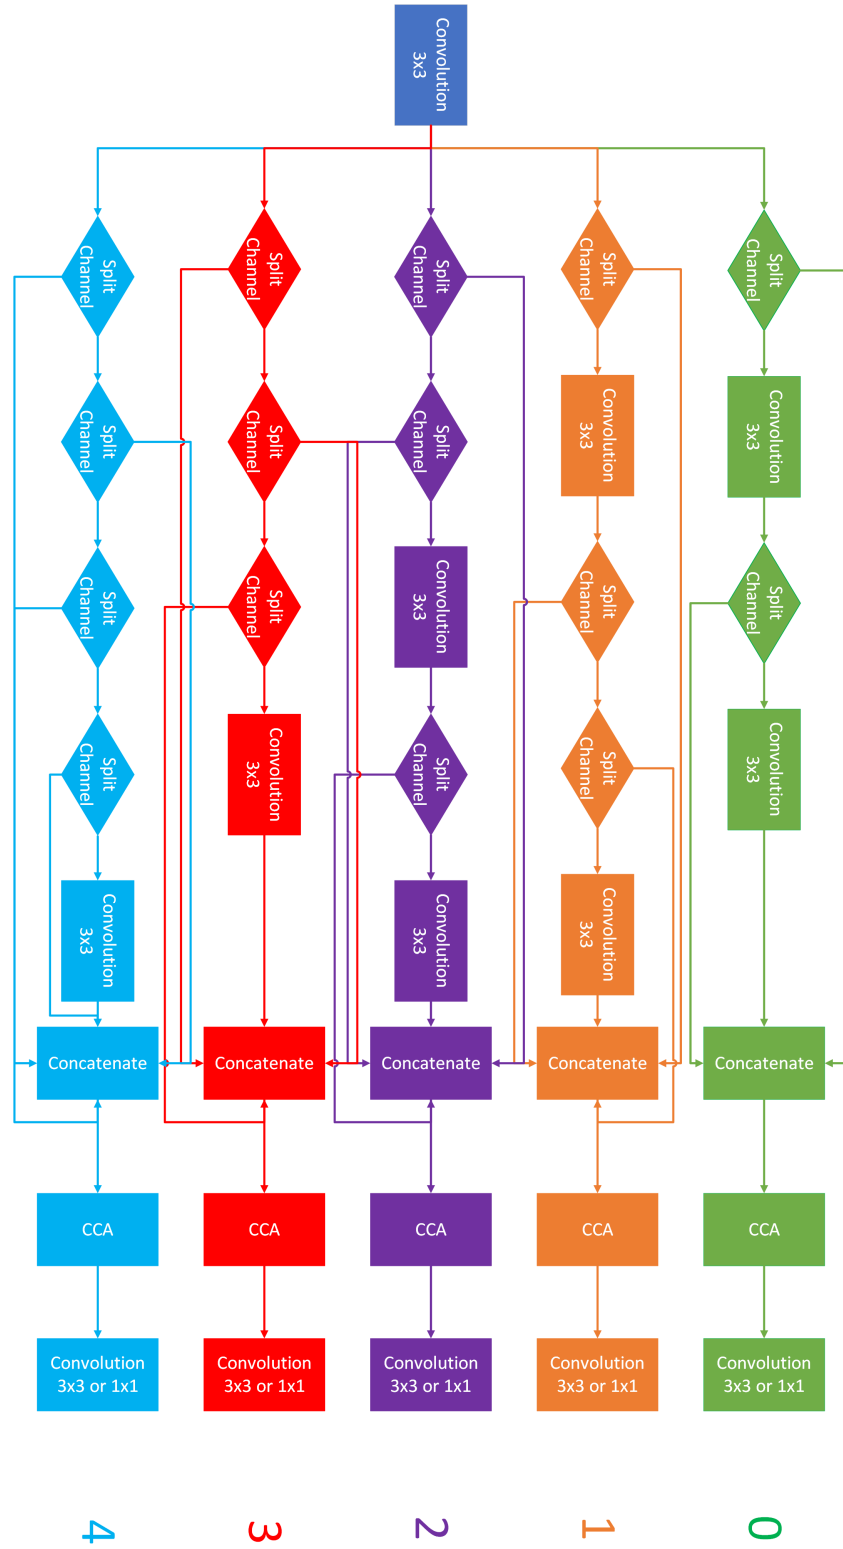 Convolution
3x3
Split
Channel
Split
Channel
Split
Channel
Split
Channel
Split
Channel
Split
Channel
Split
Channel
Split
Channel
Convolution
3x3
Convolution
3x3
Split
Channel
Split
Channel
Convolution
3x3
Split
Channel
Split
Channel
Split
Channel
Convolution
3x3
Split
Channel
Split
Channel
Convolution
3x3
Convolution
3x3
Convolution
3x3
Convolution
3x3
Concatenate
Concatenate
Concatenate
Concatenate
Concatenate
CCA
CCA
CCA
CCA
CCA
Convolution
3x3 or 1x1
Convolution
3x3 or 1x1
Convolution
3x3 or 1x1
Convolution
3x3 or 1x1
Convolution
3x3 or 1x1
4
3
2
1
0